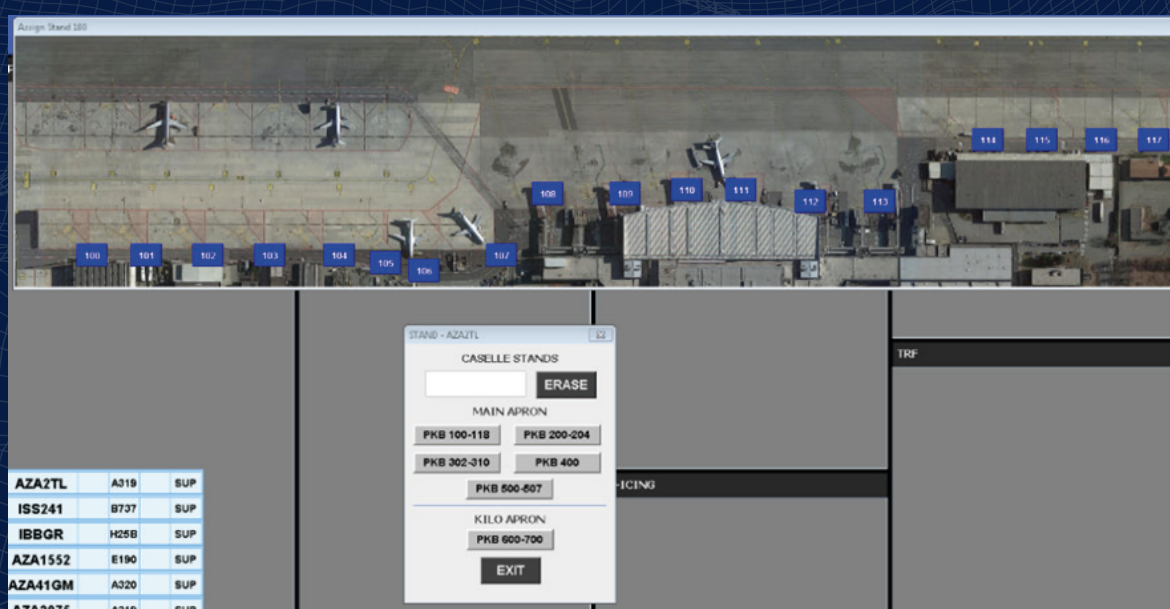 Assign Stand 180
114 115 116 117
108 109 110 111 112 113
100 101 102 103 104 105 106 107
STAND - AZA2TL
CASELLE STANDS
ERASE
MAIN APRON
PKB 100-118 PKB 200-204
PKB 302-310 PKB 400
PKB 500-507
KILO APRON
PKB 600-700
EXIT
TRF
-ICING
AZA2TL A319 SUP
ISS241 B737 SUP
IBBGR H25B SUP
AZA1552 E190 SUP
AZA41GM A320 SUP